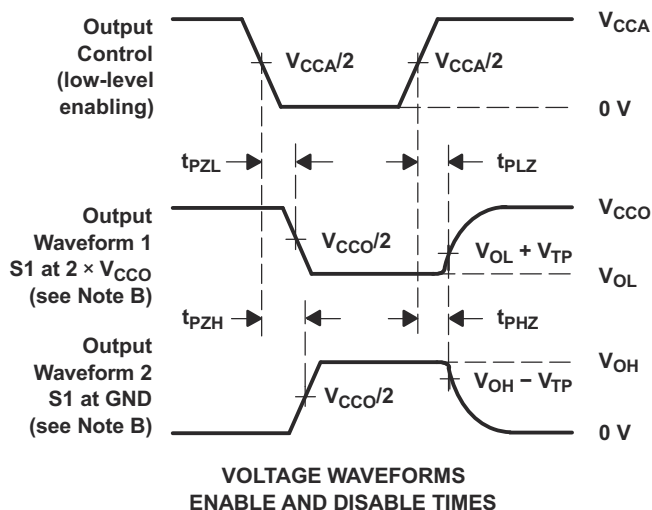 Output
Control
(low-level
enabling)
V_CCA/2
V_CCA/2
V_CCA
0 V
t_PZL
t_PLZ
Output
Waveform 1
S1 at 2 × V_CCO
(see Note B)
V_CCO/2
V_CCO
V_OL + V_TP
V_OL
t_PZH
t_PHZ
Output
Waveform 2
S1 at GND
(see Note B)
V_CCO/2
V_OH
V_OH − V_TP
0 V
VOLTAGE WAVEFORMS
ENABLE AND DISABLE TIMES